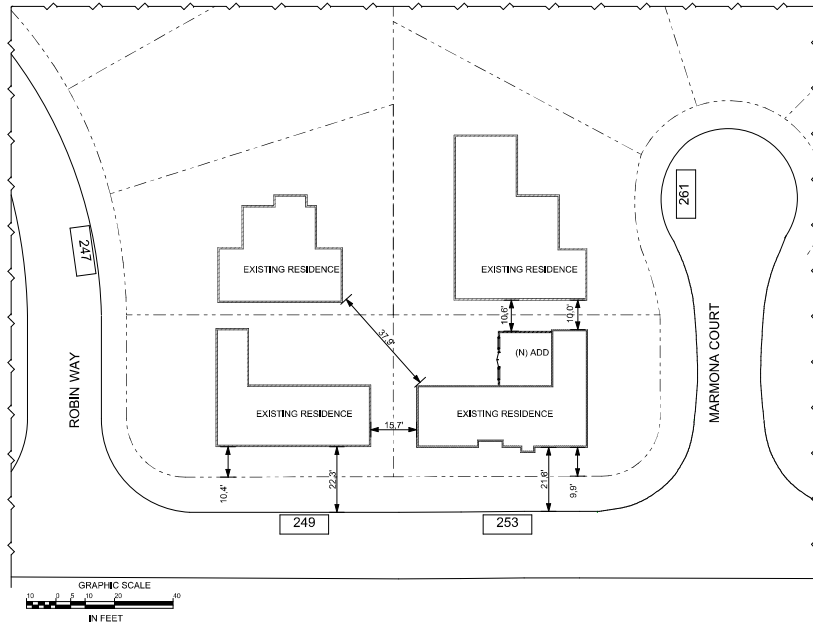 261
247
EXISTING RESIDENCE
EXISTING RESIDENCE
10.6'
10.0'
37.9'
(N) ADD
ROBIN WAY
MARMONA COURT
EXISTING RESIDENCE
EXISTING RESIDENCE
15.7'
10.4'
22.3'
21.8'
9.9'
249
253
GRAPHIC SCALE
10 0 5 10 20 40
IN FEET